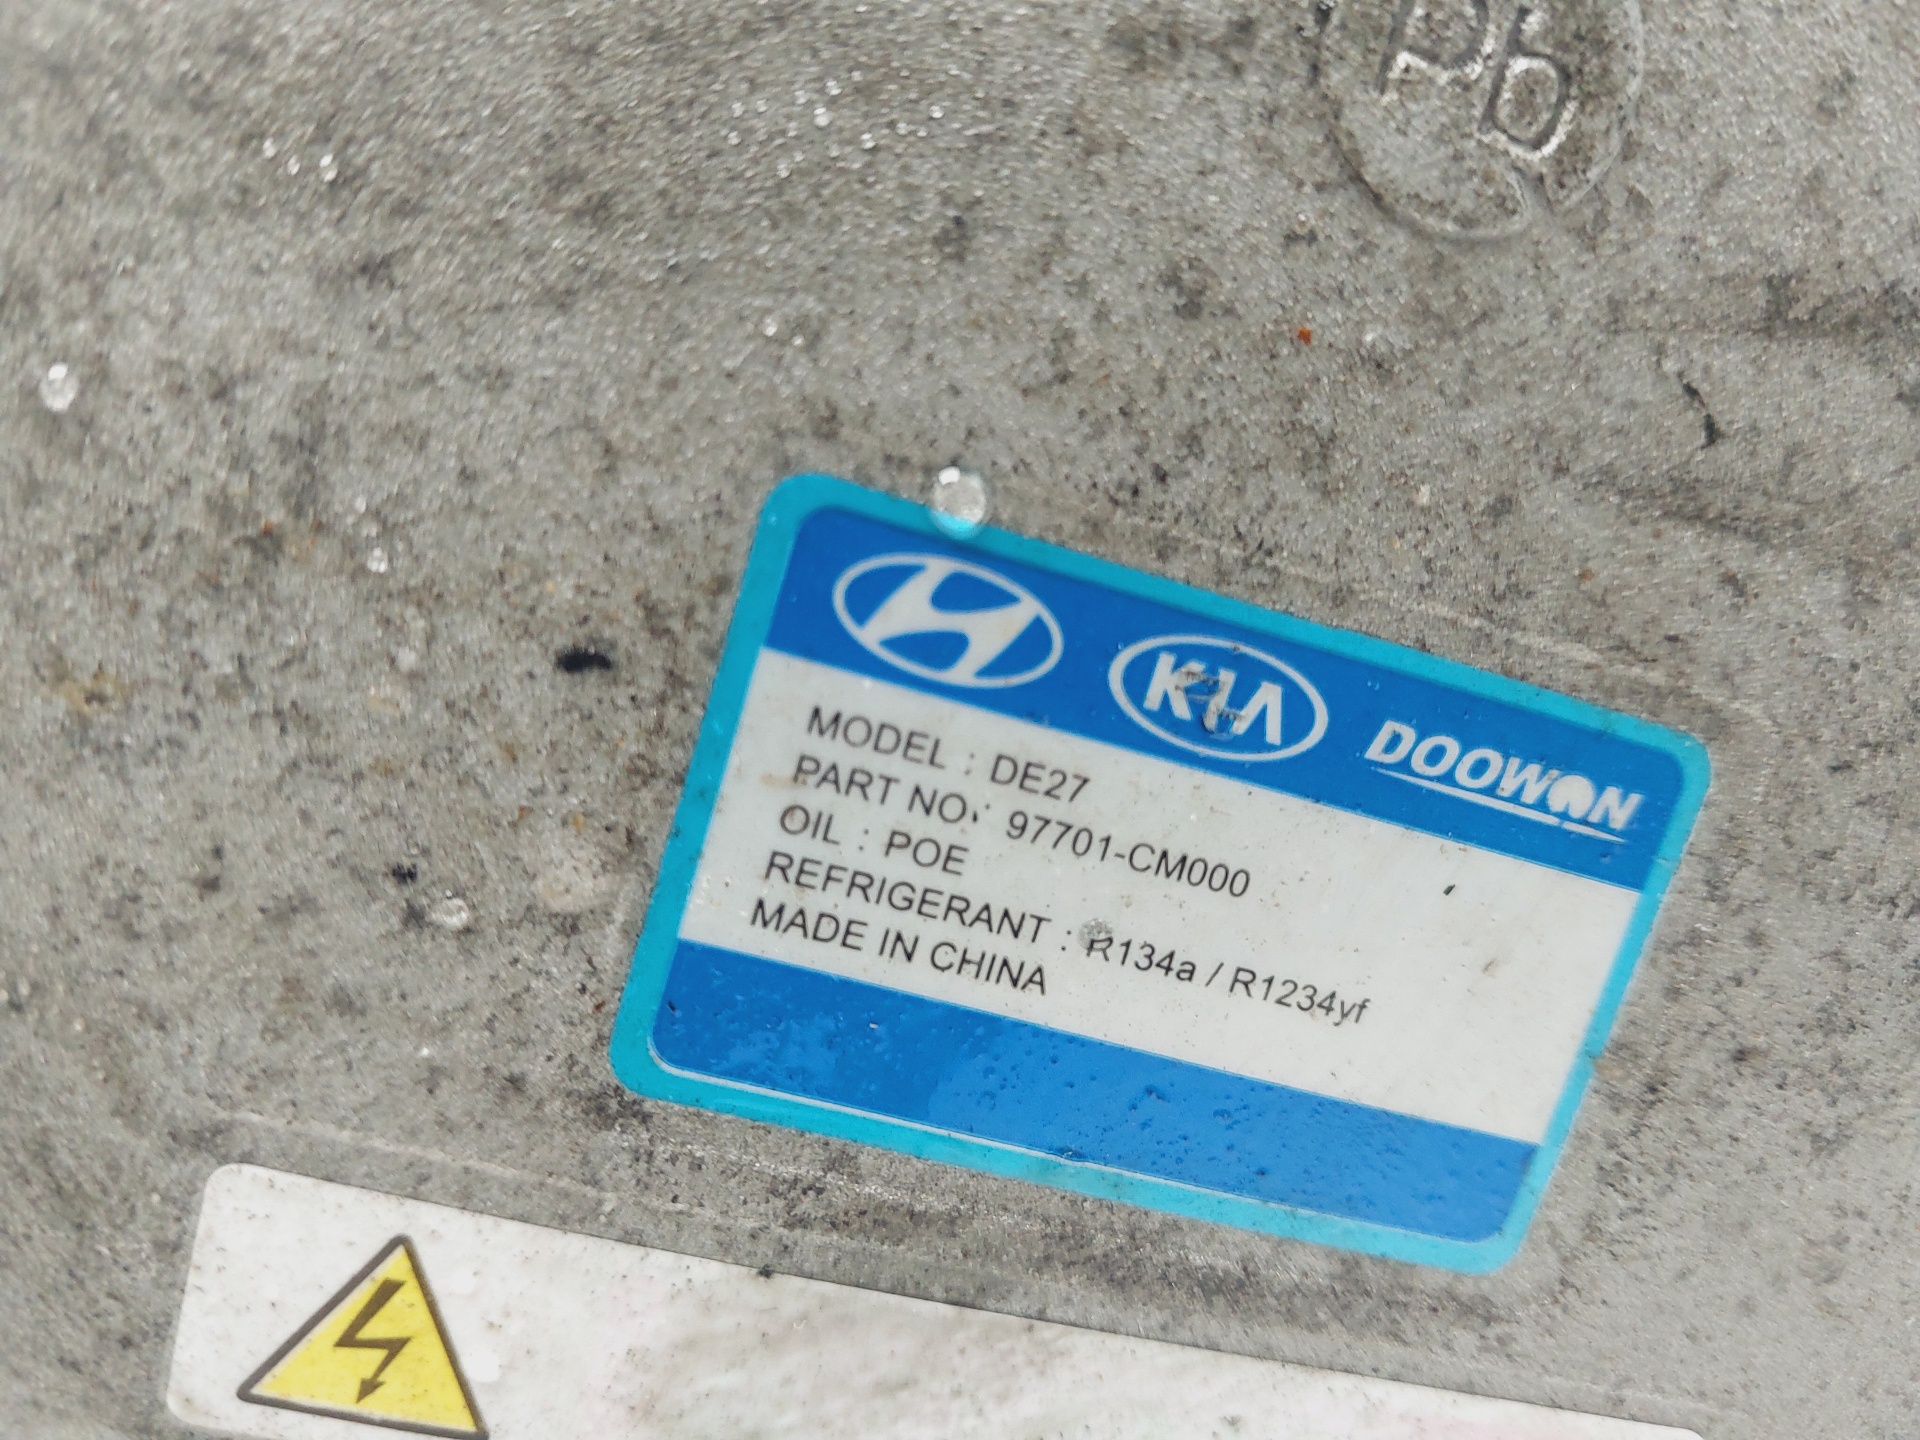 Pb
KIA DOOWON
MODEL : DE27
PART NO. : 97701-CM000
OIL : POE
REFRIGERANT : R134a / R1234yf
MADE IN CHINA